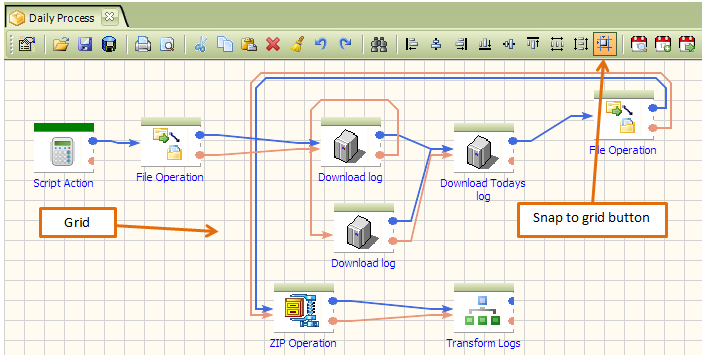 Daily Process
Script Action
File Operation
Download log
Download Todays
log
File Operation
Grid
Snap to grid button
Download log
ZIP Operation
Transform Logs